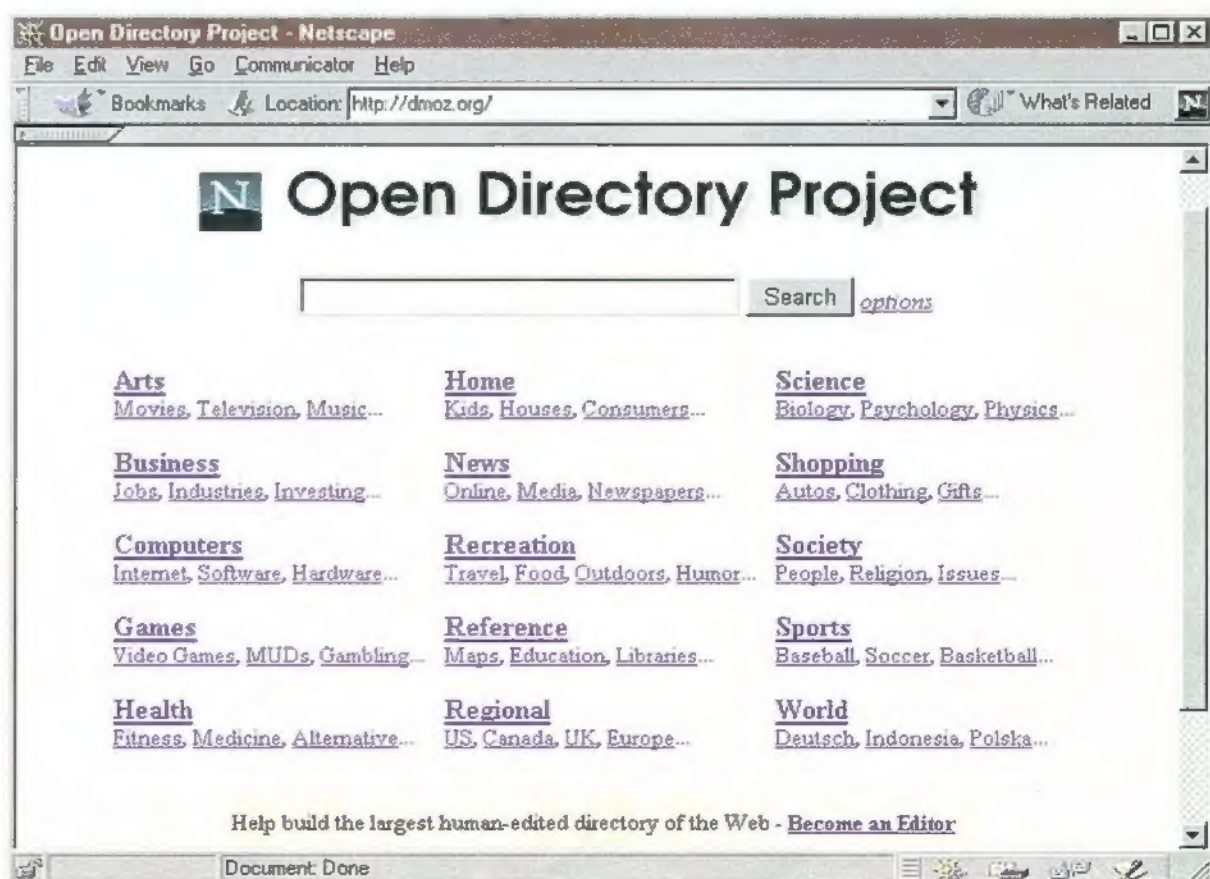 Open Directory Project - Netscape
File Edit View Go Communicator Help
Bookmarks Location: http://dmoz.org/ What's Related N
N Open Directory Project
Search options
Arts
Movies, Television, Music...
Home
Kids, Houses, Consumers...
Science
Biology, Psychology, Physics...
Business
Jobs, Industries, Investing...
News
Online, Media, Newspapers...
Shopping
Autos, Clothing, Gifts...
Computers
Internet, Software, Hardware...
Recreation
Travel, Food, Outdoors, Humor...
Society
People, Religion, Issues...
Games
Video Games, MUDs, Gambling...
Reference
Maps, Education, Libraries...
Sports
Baseball, Soccer, Basketball...
Health
Fitness, Medicine, Alternative...
Regional
US, Canada, UK, Europe...
World
Deutsch, Indonesia, Polska...
Help build the largest human-edited directory of the Web - Become an Editor
Document: Done